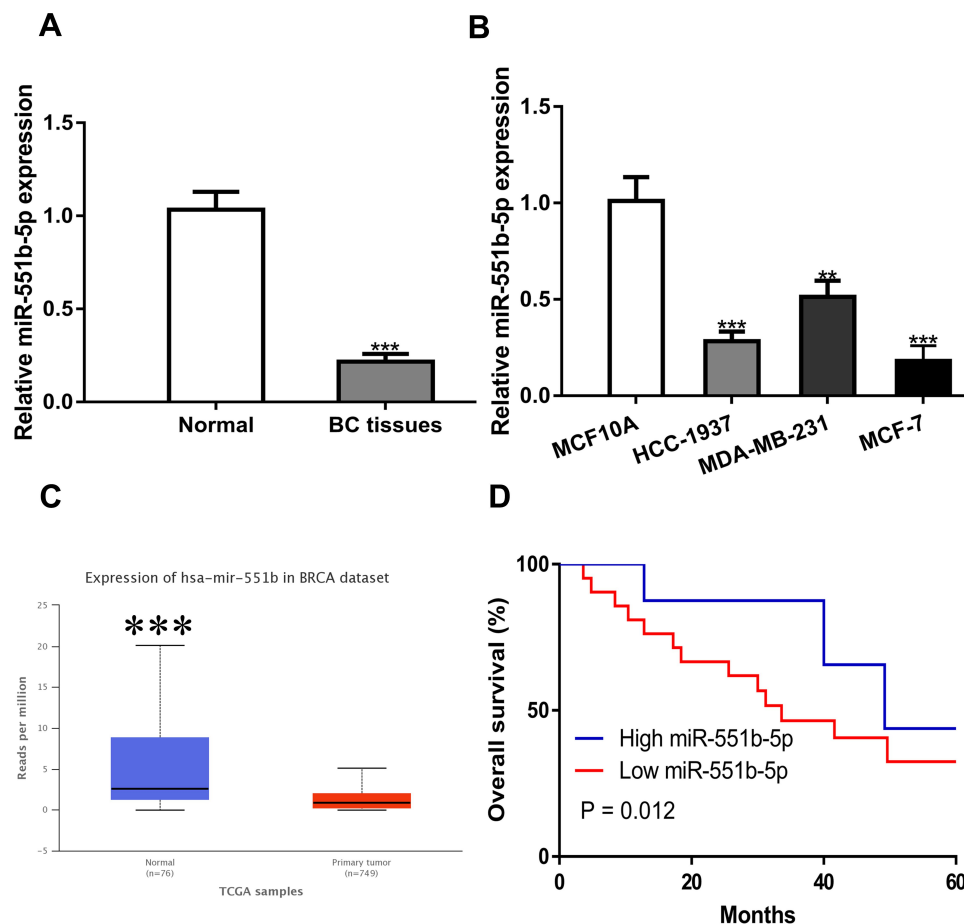 A
Relative miR-551b-5p expression
1.5
1.0
0.5
0.0
***
Normal
BC tissues
B
Relative miR-551b-5p expression
1.5
1.0
0.5
0.0
***
**
***
MCF10A
HCC-1937
MDA-MB-231
MCF-7
C
Expression of hsa-mir-551b in BRCA dataset
Reads per million
25
20
15
10
5
0
-5
***
Normal
(n=76)
Primary tumor
(n=749)
TCGA samples
D
Overall survival (%)
100
50
0
High miR-551b-5p
Low miR-551b-5p
P = 0.012
0
20
40
60
Months